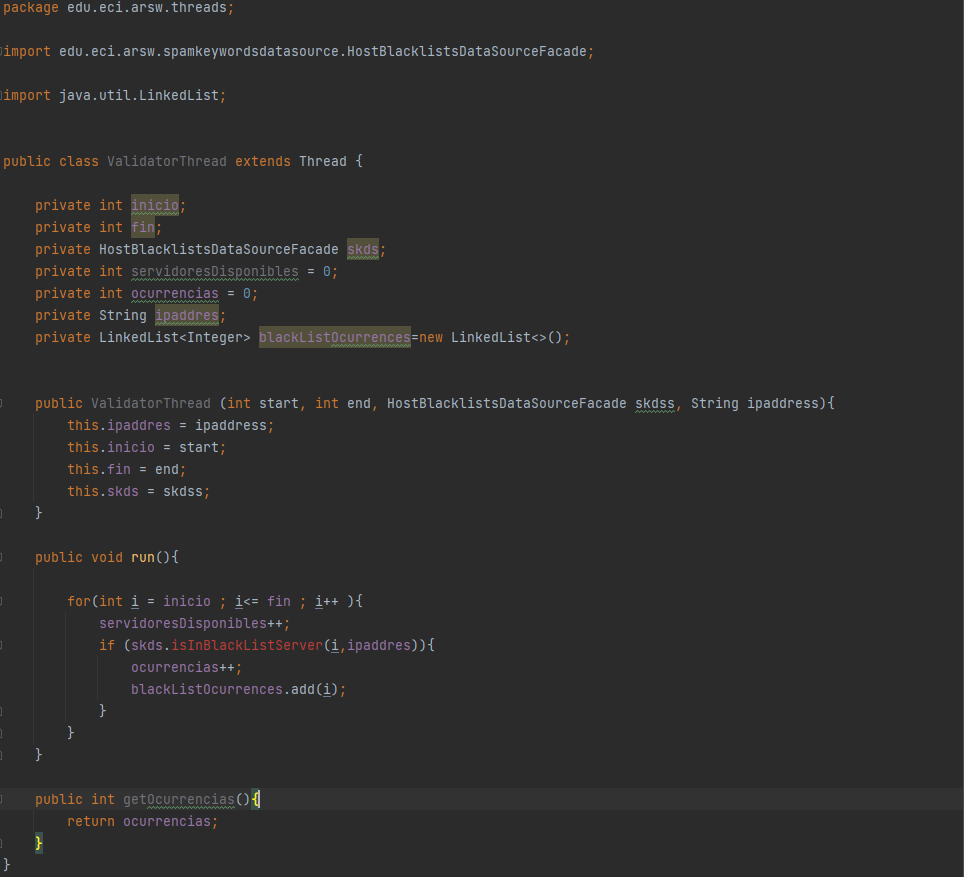 package edu.eci.arsw.threads;
import edu.eci.arsw.spamkeywordsdatasource.HostBlacklistsDataSourceFacade;
import java.util.LinkedList;
public class ValidatorThread extends Thread {
private int inicio;
private int fin;
private HostBlacklistsDataSourceFacade skds;
private int servidoresDisponibles = 0;
private int ocurrencias = 0;
private String ipaddres;
private LinkedList<Integer> blackListOcurrences=new LinkedList<>();
public ValidatorThread (int start, int end, HostBlacklistsDataSourceFacade skdss, String ipaddress){
this.ipaddres = ipaddress;
this.inicio = start;
this.fin = end;
this.skds = skdss;
}
public void run(){
for(int i = inicio ; i<= fin ; i++ ){
servidoresDisponibles++;
if (skds.isInBlackListServer(i,ipaddres)){
ocurrencias++;
blackListOcurrences.add(i);
}
}
}
public int getOcurrencias(){
return ocurrencias;
}
}